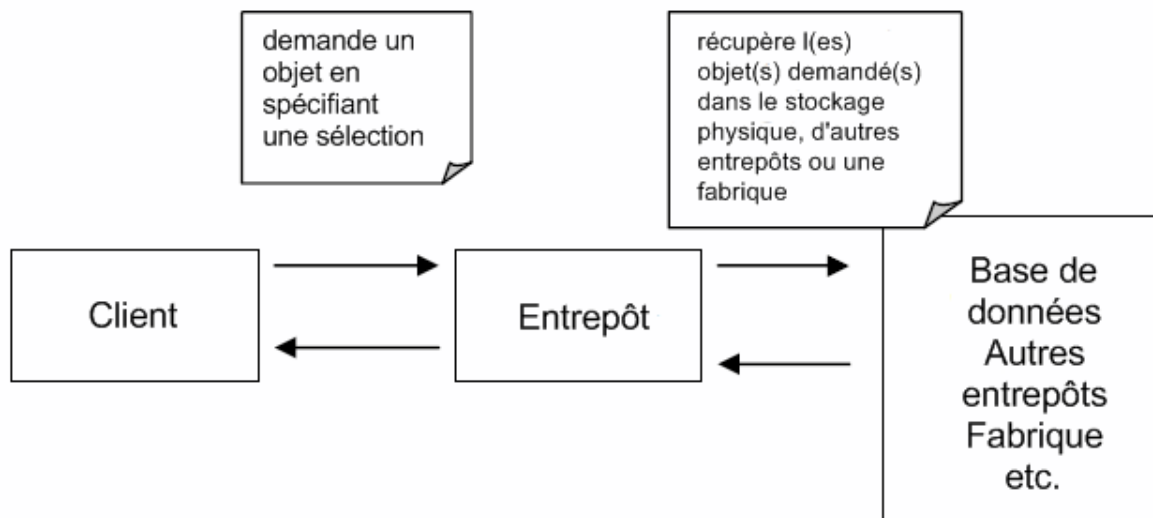 demande un
objet en
spécifiant
une sélection
récupère l(es)
objet(s) demandé(s)
dans le stockage
physique, d'autres
entrepôts ou une
fabrique
Client
Entrepôt
Base de
données
Autres
entrepôts
Fabrique
etc.